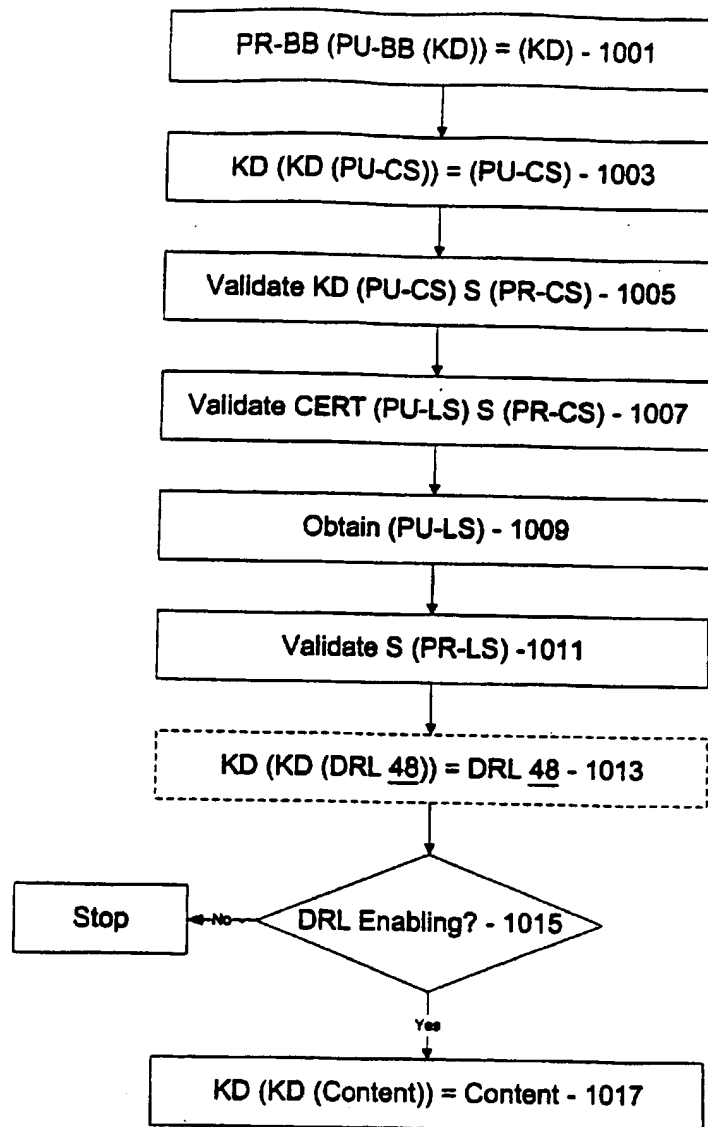 PR-BB (PU-BB (KD)) = (KD) - 1001
KD (KD (PU-CS)) = (PU-CS) - 1003
Validate KD (PU-CS) S (PR-CS) - 1005
Validate CERT (PU-LS) S (PR-CS) - 1007
Obtain (PU-LS) - 1009
Validate S (PR-LS) -1011
KD (KD (DRL 48)) = DRL 48 - 1013
DRL Enabling? - 1015
No
Stop
Yes
KD (KD (Content)) = Content - 1017